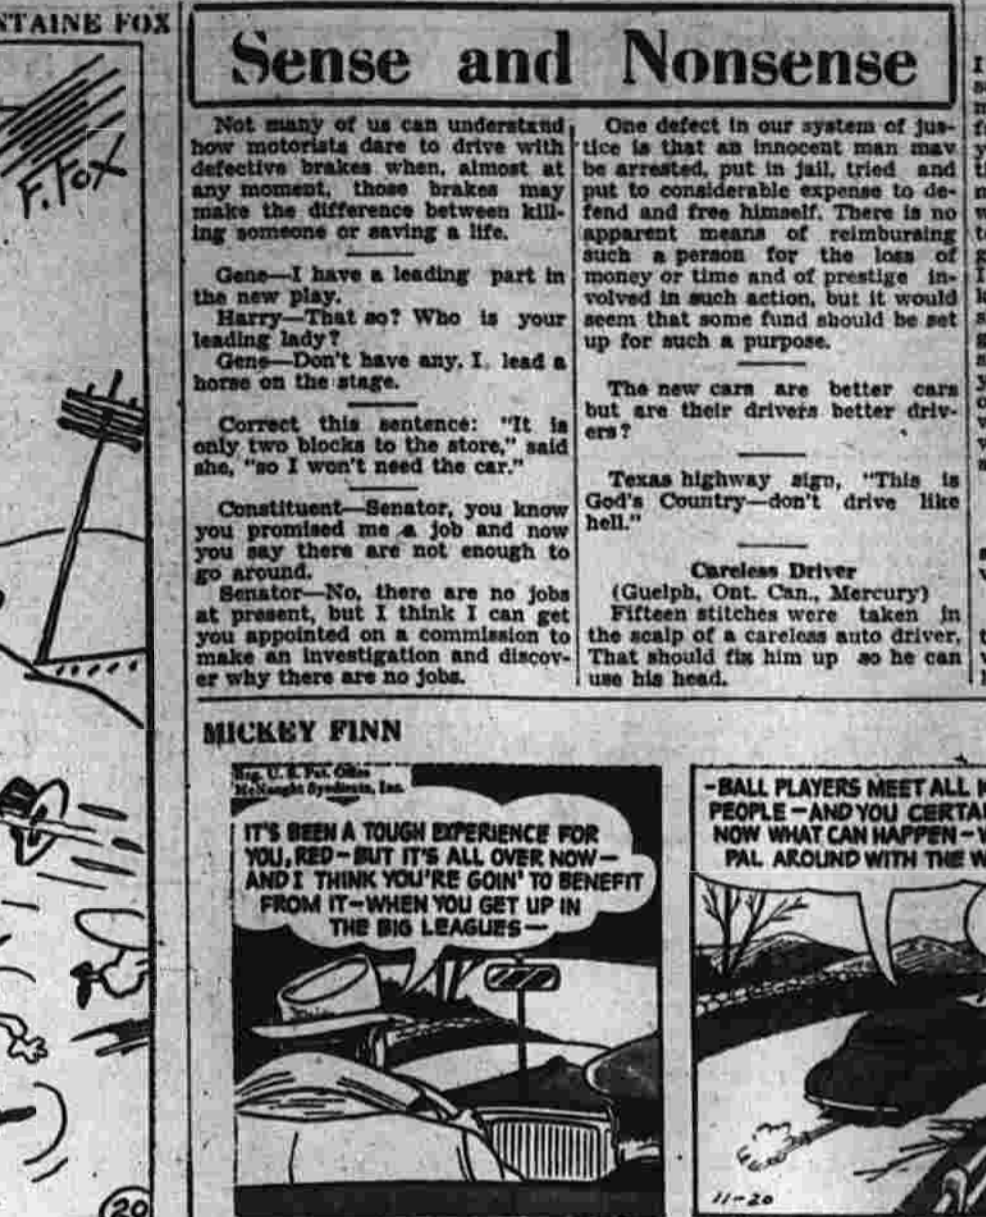 NTAINE FOX
F. FOX
20
Sense and Nonsense
Not many of us can understand
how motorists dare to drive with
defective brakes when, almost at
any moment, those brakes may
make the difference between kill-
ing someone or saving a life.
Gene—I have a leading part in
the new play.
Harry—That so? Who is your
leading lady?
Gene—Don't have any. I. lead a
horse on the stage.
Correct this sentence: "It is
only two blocks to the store," said
she, "so I won't need the car."
Constituent—Senator, you know
you promised me a job and now
you say there are not enough to
go around.
Senator—No, there are no jobs
at present, but I think I can get
you appointed on a commission to
make an investigation and discov-
er why there are no jobs.
One defect in our system of jus-
tice is that an innocent man may
be arrested, put in jail, tried and
put to considerable expense to de-
fend and free himself. There is no
apparent means of reimbursing
such a person for the loss of
money or time and of prestige in-
volved in such action, but it would
seem that some fund should be set
up for such a purpose.
The new cars are better cars
but are their drivers better driv-
ers?
Texas highway sign, "This is
God's Country—don't drive like
hell."
Careless Driver
(Guelph, Ont. Can., Mercury)
Fifteen stitches were taken in
the scalp of a careless auto driver.
That should fix him up so he can
use his head.
MICKEY FINN
Reg. U. S. Pat. Office
McNaught Syndicate, Inc.
IT'S BEEN A TOUGH EXPERIENCE FOR
YOU, RED—BUT IT'S ALL OVER NOW—
AND I THINK YOU'RE GOIN' TO BENEFIT
FROM IT—WHEN YOU GET UP IN
THE BIG LEAGUES—
-BALL PLAYERS MEET ALL K
PEOPLE—AND YOU CERTA
NOW WHAT CAN HAPPEN—W
PAL AROUND WITH THE W
11-20